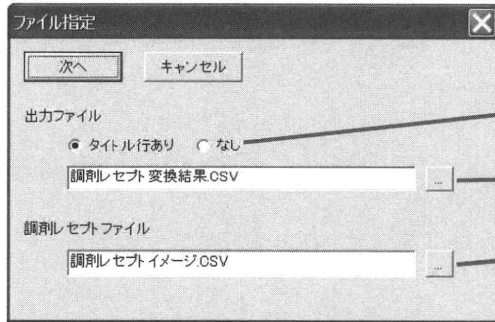 ファイル指定
次へ キャンセル
出力ファイル
タイトル行あり なし
調剤レセプト変換結果.CSV ...
調剤レセプトファイル
調剤レセプトイメージ.CSV ...